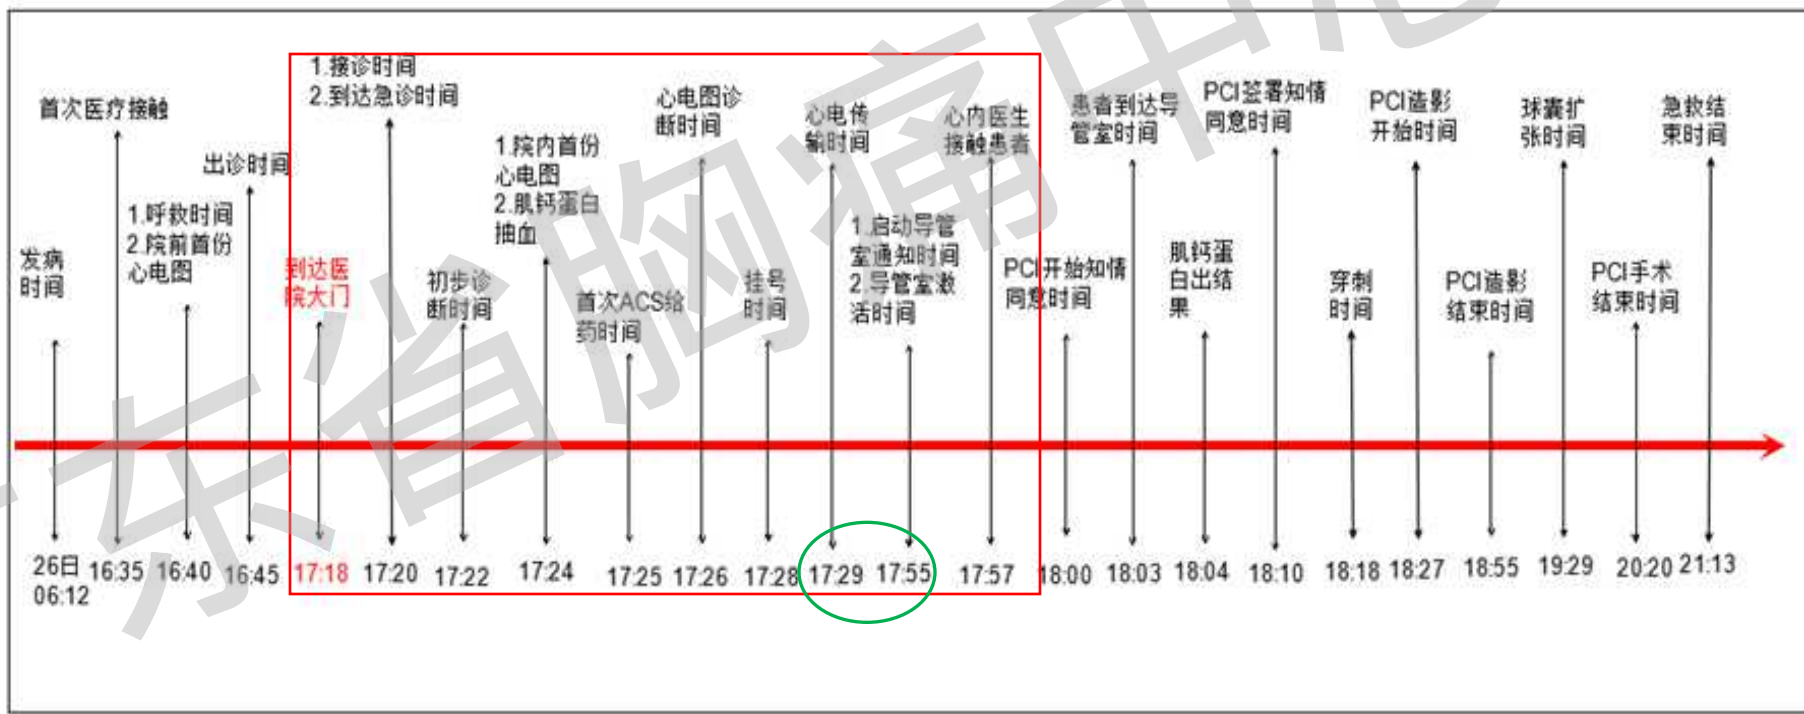 发病
时间
26日
06:12
首次医疗接触
16:35
1.呼救时间
2.院前首份
心电图
16:40
出诊时间
16:45
到达医
院大门
17:18
1.接诊时间
2.到达急诊时间
17:20
初步诊
断时间
17:22
1.院内首份
心电图
2.肌钙蛋白
抽血
17:24
首次ACS给
药时间
17:25
心电图诊
断时间
17:26
挂号
时间
17:28
心电传
输时间
17:29
1.启动导管
室通知时间
2.导管室激
活时间
17:55
心内医生
接触患者
17:57
PCI开始知情
同意时间
18:00
患者到达导
管室时间
18:03
肌钙蛋
白出结
果
18:04
PCI签署知情
同意时间
18:10
穿刺
时间
18:18
PCI造影
开始时间
18:27
PCI造影
结束时间
18:55
球囊扩
张时间
19:29
PCI手术
结束时间
20:20
急救结
束时间
21:13
东省胸痛中心